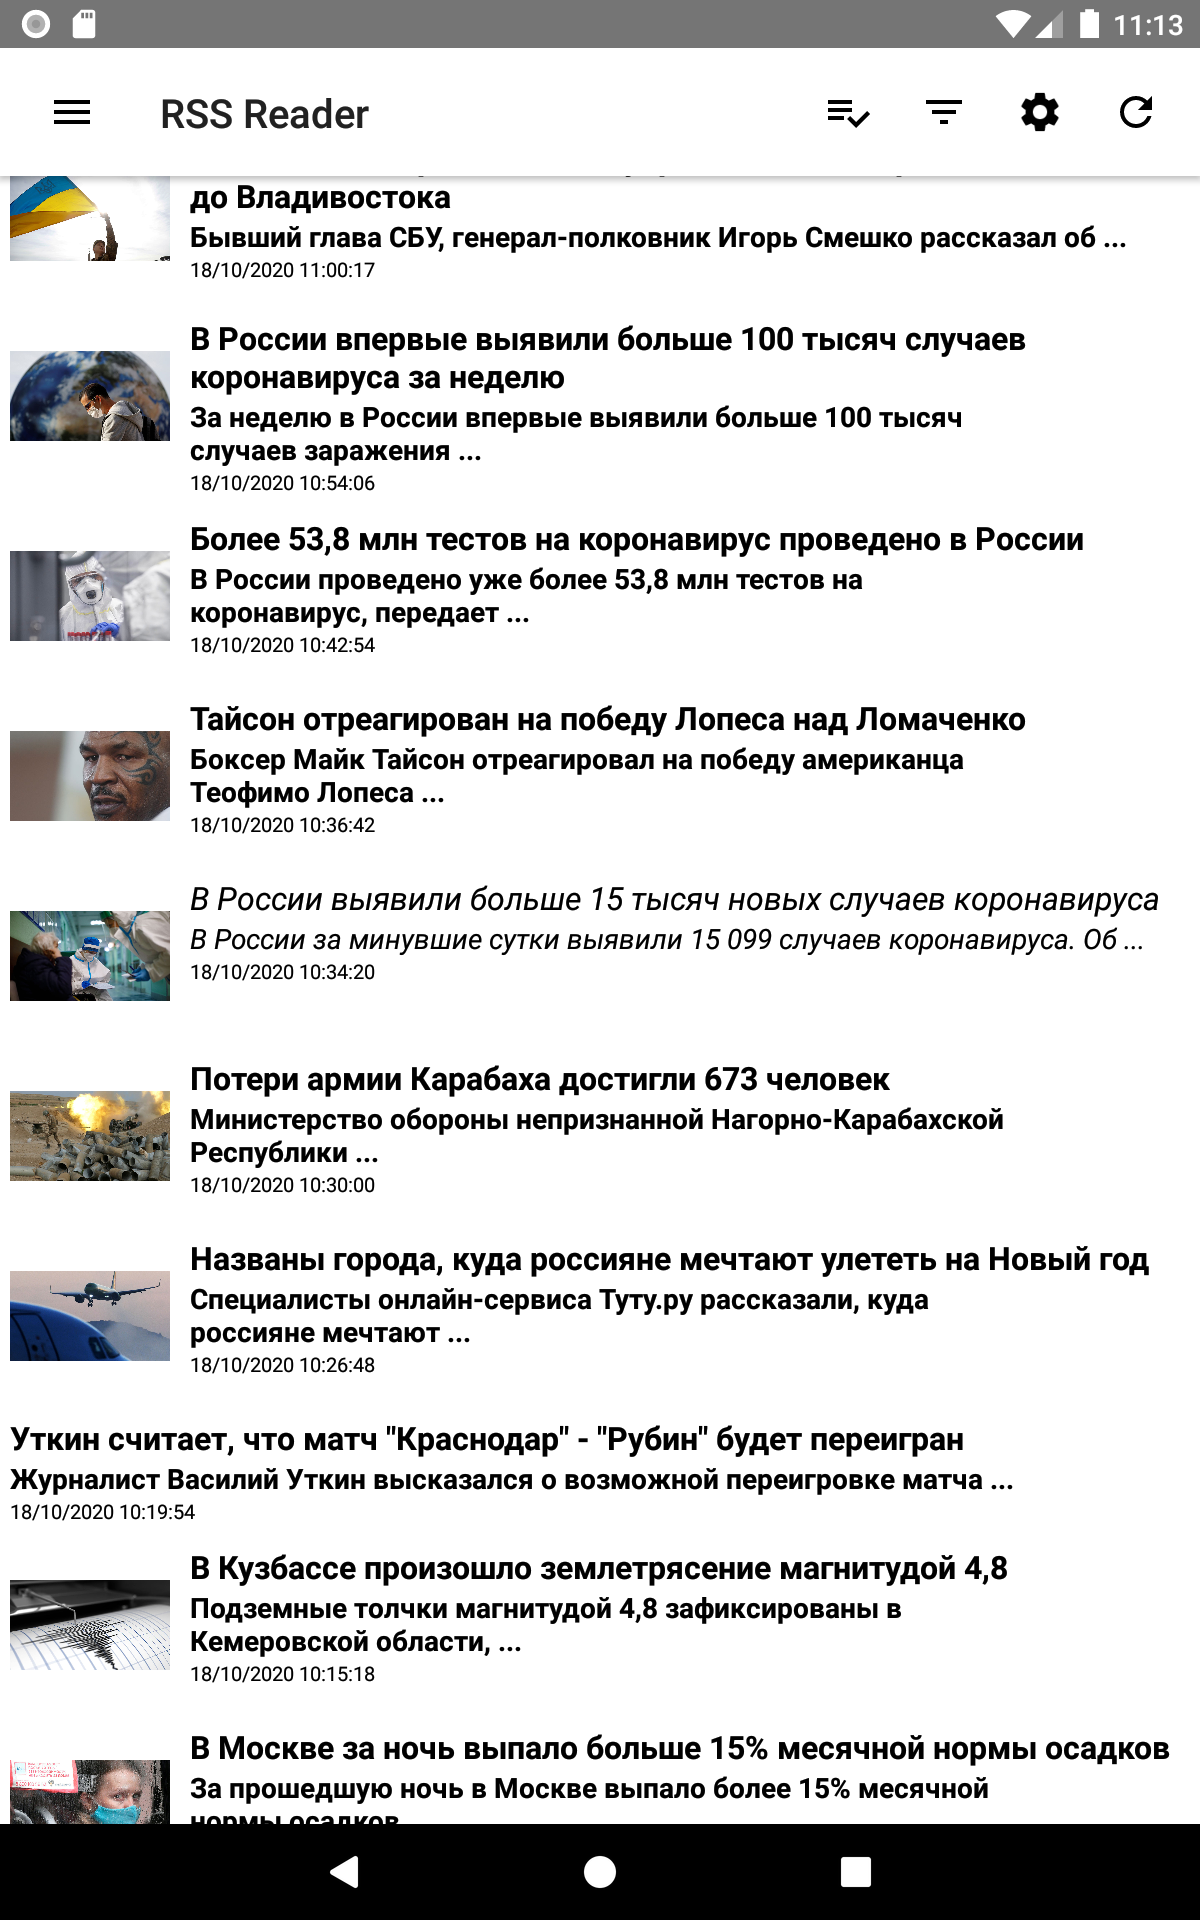 11:13
RSS Reader
до Владивостока
Бывший глава СБУ, генерал-полковник Игорь Смешко рассказал об ...
18/10/2020 11:00:17
В России впервые выявили больше 100 тысяч случаев
коронавируса за неделю
За неделю в России впервые выявили больше 100 тысяч
случаев заражения ...
18/10/2020 10:54:06
Более 53,8 млн тестов на коронавирус проведено в России
В России проведено уже более 53,8 млн тестов на
коронавирус, передает ...
18/10/2020 10:42:54
Тайсон отреагирован на победу Лопеса над Ломаченко
Боксер Майк Тайсон отреагировал на победу американца
Теофимо Лопеса ...
18/10/2020 10:36:42
В России выявили больше 15 тысяч новых случаев коронавируса
В России за минувшие сутки выявили 15 099 случаев коронавируса. Об ...
18/10/2020 10:34:20
Потери армии Карабаха достигли 673 человек
Министерство обороны непризнанной Нагорно-Карабахской
Республики ...
18/10/2020 10:30:00
Названы города, куда россияне мечтают улететь на Новый год
Специалисты онлайн-сервиса Туту.ру рассказали, куда
россияне мечтают ...
18/10/2020 10:26:48
Уткин считает, что матч "Краснодар" - "Рубин" будет переигран
Журналист Василий Уткин высказался о возможной переигровке матча ...
18/10/2020 10:19:54
В Кузбассе произошло землетрясение магнитудой 4,8
Подземные толчки магнитудой 4,8 зафиксированы в
Кемеровской области, ...
18/10/2020 10:15:18
В Москве за ночь выпало больше 15% месячной нормы осадков
За прошедшую ночь в Москве выпало более 15% месячной
нормы осадков